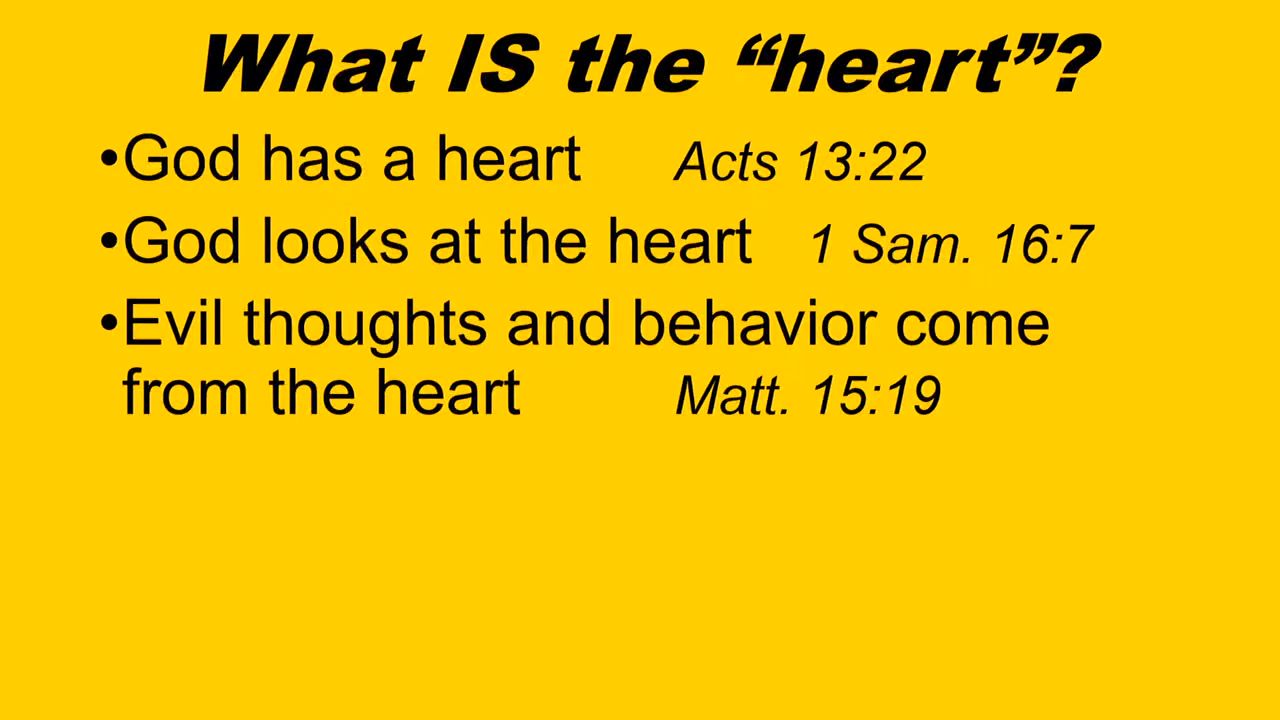 What IS the “heart”?
•God has a heart Acts 13:22
•God looks at the heart 1 Sam. 16:7
•Evil thoughts and behavior come
from the heart Matt. 15:19